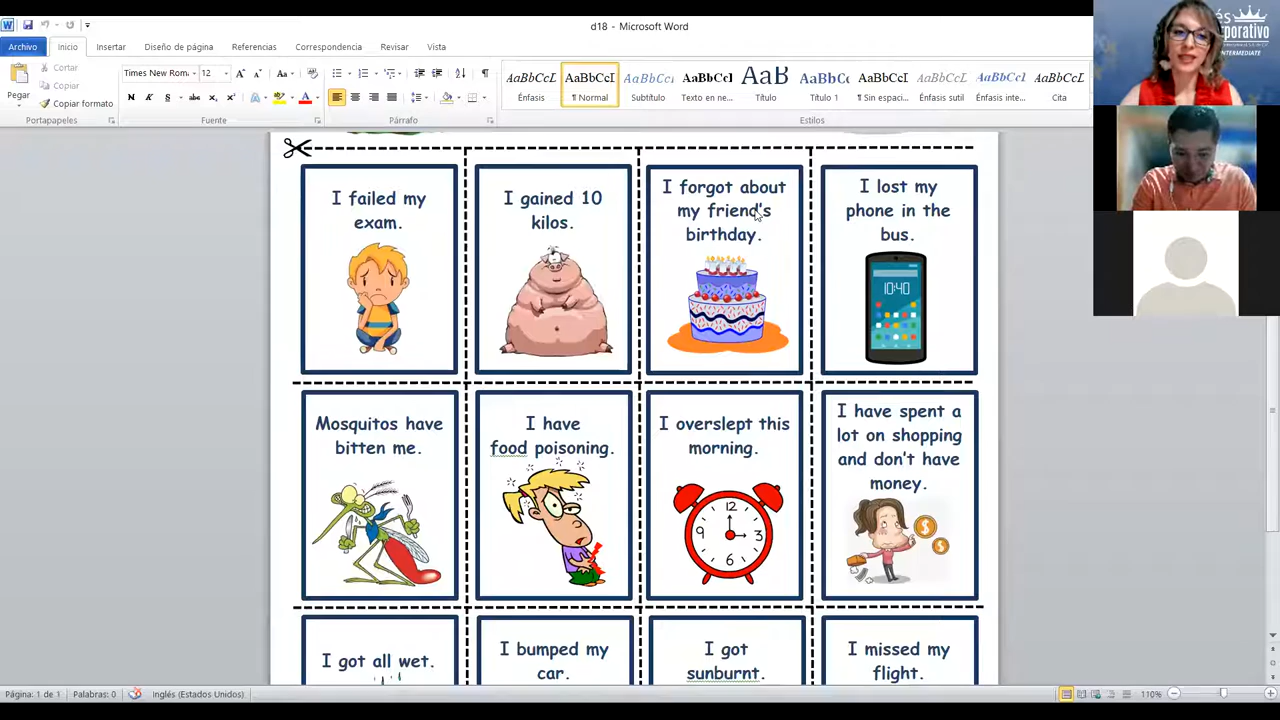 d18 - Microsoft Word
Archivo Inicio Insertar Diseño de página Referencias Correspondencia Revisar Vista
Pegar
Cortar
Copiar
Copiar formato
Portapapeles
Times New Rom 12
Fuente
Párrafo
AaBbCcL AaBbCcI AaBbCc AaBbCcI AaB AaBbCc AaBbCcI AaBbCcL AaBbCcI AaBbCcL
Énfasis ¶ Normal Subtítulo Texto en ne... Título Título 1 ¶ Sin espaci... Énfasis sutil Énfasis inte... Cita
Estilos
és
rporativo
INTERMEDIATE
I failed my
exam.
I gained 10
kilos.
I forgot about
my friend's
birthday.
I lost my
phone in the
bus.
10:40
Mosquitos have
bitten me.
I have
food poisoning.
I overslept this
morning.
12
9 3
6
I have spent a
lot on shopping
and don't have
money.
I got all wet.
I bumped my
car.
I got
sunburnt.
I missed my
flight.
Página: 1 de 1 Palabras: 0 Inglés (Estados Unidos) 110%